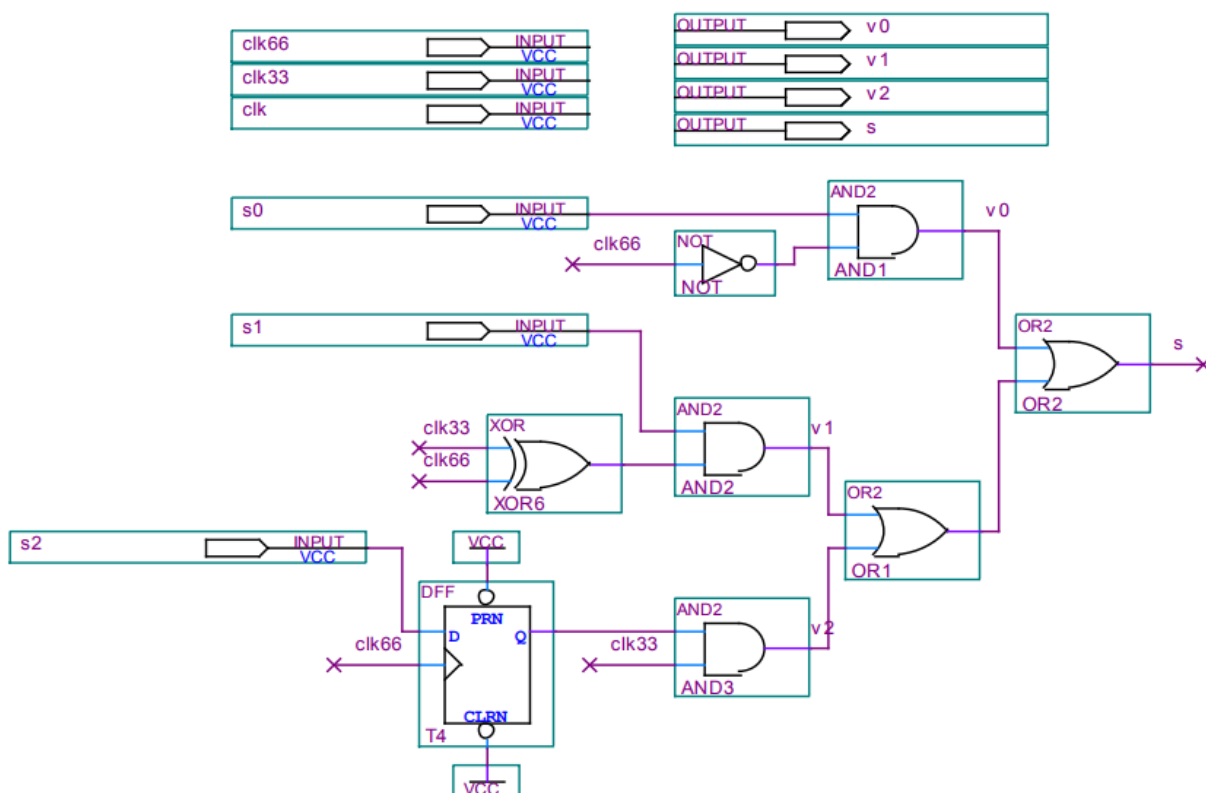 clk66 INPUT VCC
clk33 INPUT VCC
clk INPUT VCC
OUTPUT v0
OUTPUT v1
OUTPUT v2
OUTPUT s
s0 INPUT VCC
AND2
v0
clk66
NOT
NOT
AND1
s1 INPUT VCC
OR2
s
OR2
AND2
v1
clk33
XOR
clk66
XOR6
AND2
OR2
OR1
s2 INPUT VCC
VCC
DFF
PRN
D Q
clk66
CLRN
T4
VCC
AND2
v2
clk33
AND3